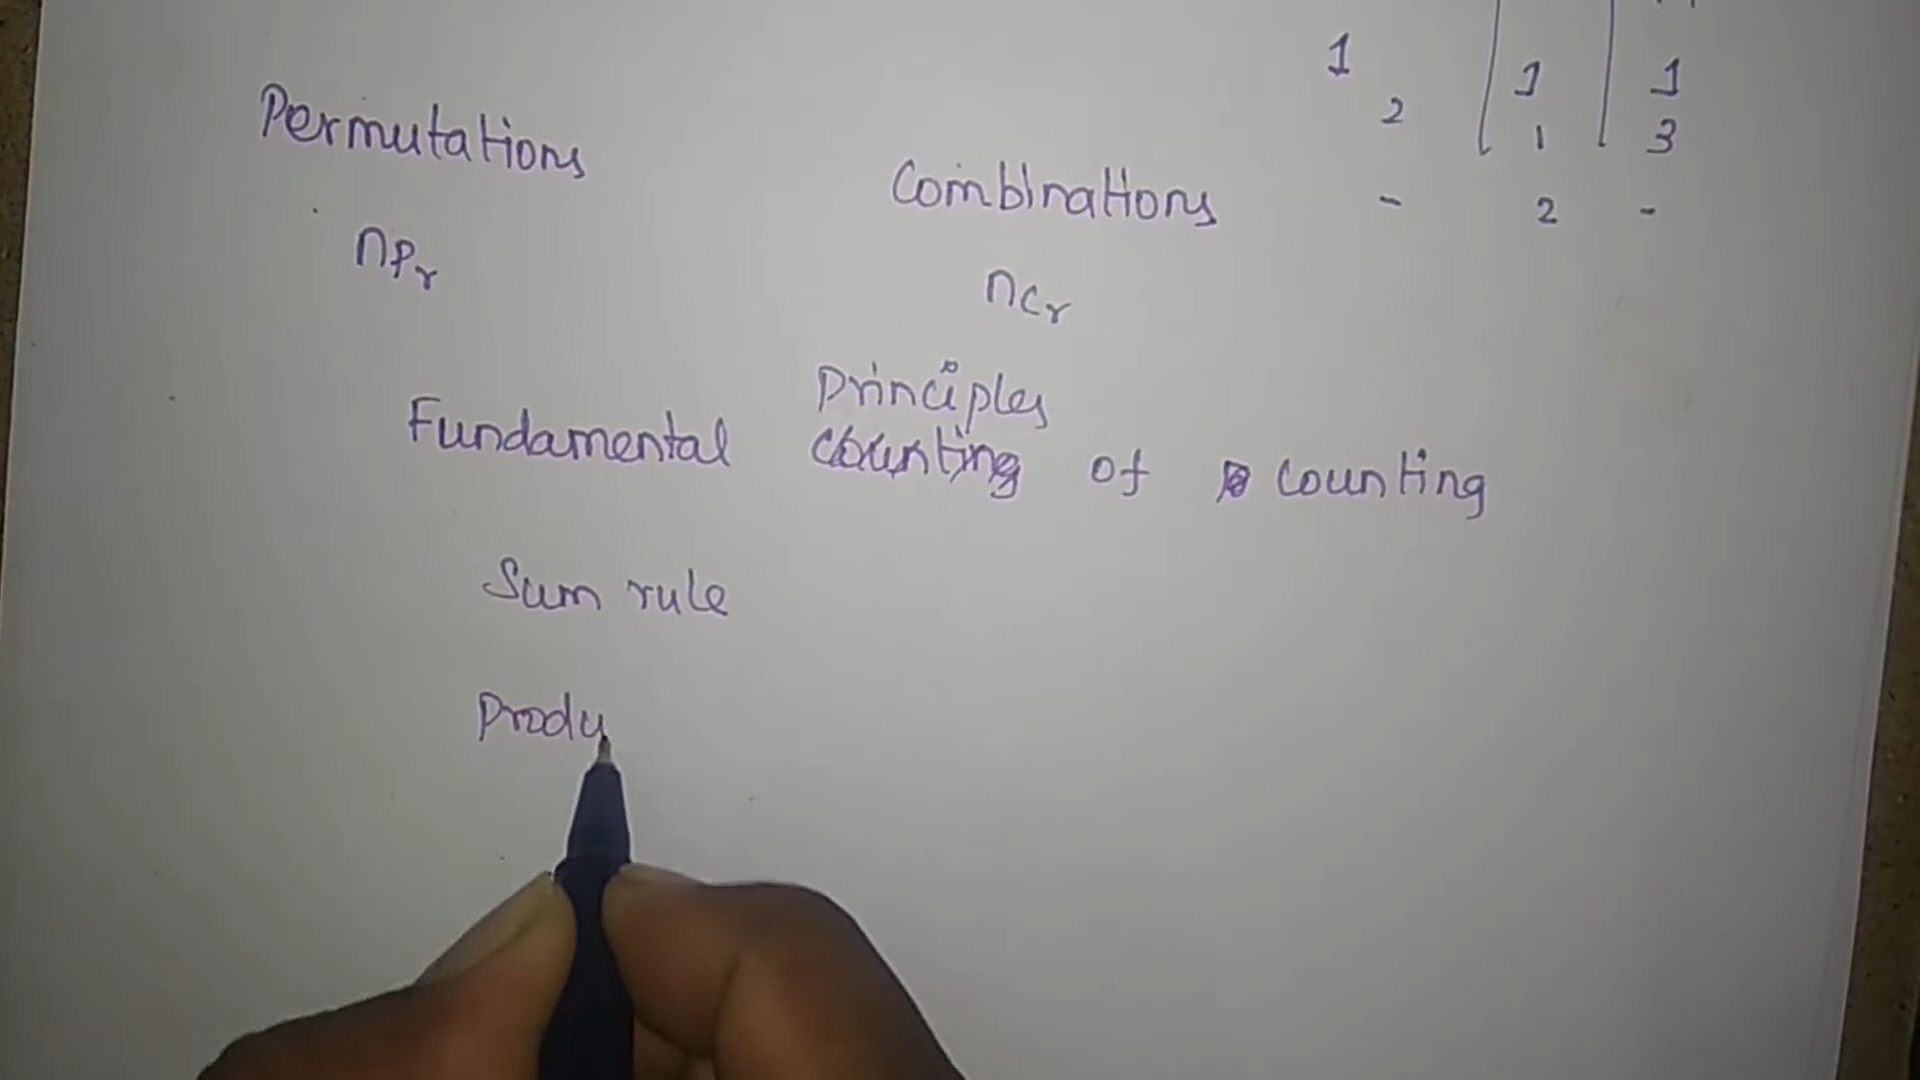 1 1 1
2 1 3
- 2 -
Permutations
Combinations
nPr
nCr
Principles
Fundamental counting of counting
Sum rule
Produ